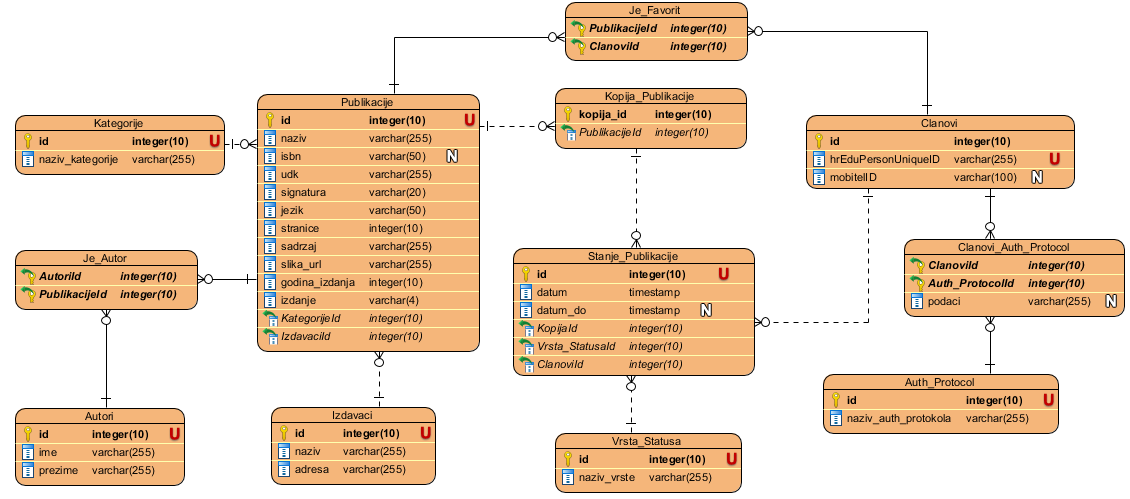 Je_Favorit
PublikacijeId integer(10)
ClanoviId integer(10)
Publikacije
id integer(10) U
naziv varchar(255)
isbn varchar(50) N
udk varchar(255)
signatura varchar(20)
jezik varchar(50)
stranice integer(10)
sadrzaj varchar(255)
slika_url varchar(255)
godina_izdanja integer(10)
izdanje varchar(4)
KategorijeId integer(10)
IzdavaciId integer(10)
Kopija_Publikacije
kopija_id integer(10)
PublikacijeId integer(10)
Kategorije
id integer(10) U
naziv_kategorije varchar(255)
Clanovi
id integer(10)
hrEduPersonUniqueID varchar(255) U
mobitelID varchar(100) N
Je_Autor
AutoriId integer(10)
PublikacijeId integer(10)
Stanje_Publikacije
id integer(10) U
datum timestamp
datum_do timestamp N
KopijaId integer(10)
Vrsta_StatusaId integer(10)
ClanoviId integer(10)
Clanovi_Auth_Protocol
ClanoviId integer(10)
Auth_ProtocolId integer(10)
podaci varchar(255) N
Autori
id integer(10) U
ime varchar(255)
prezime varchar(255)
Izdavaci
id integer(10) U
naziv varchar(255)
adresa varchar(255)
Vrsta_Statusa
id integer(10) U
naziv_vrste varchar(255)
Auth_Protocol
id integer(10) U
naziv_auth_protokola varchar(255)